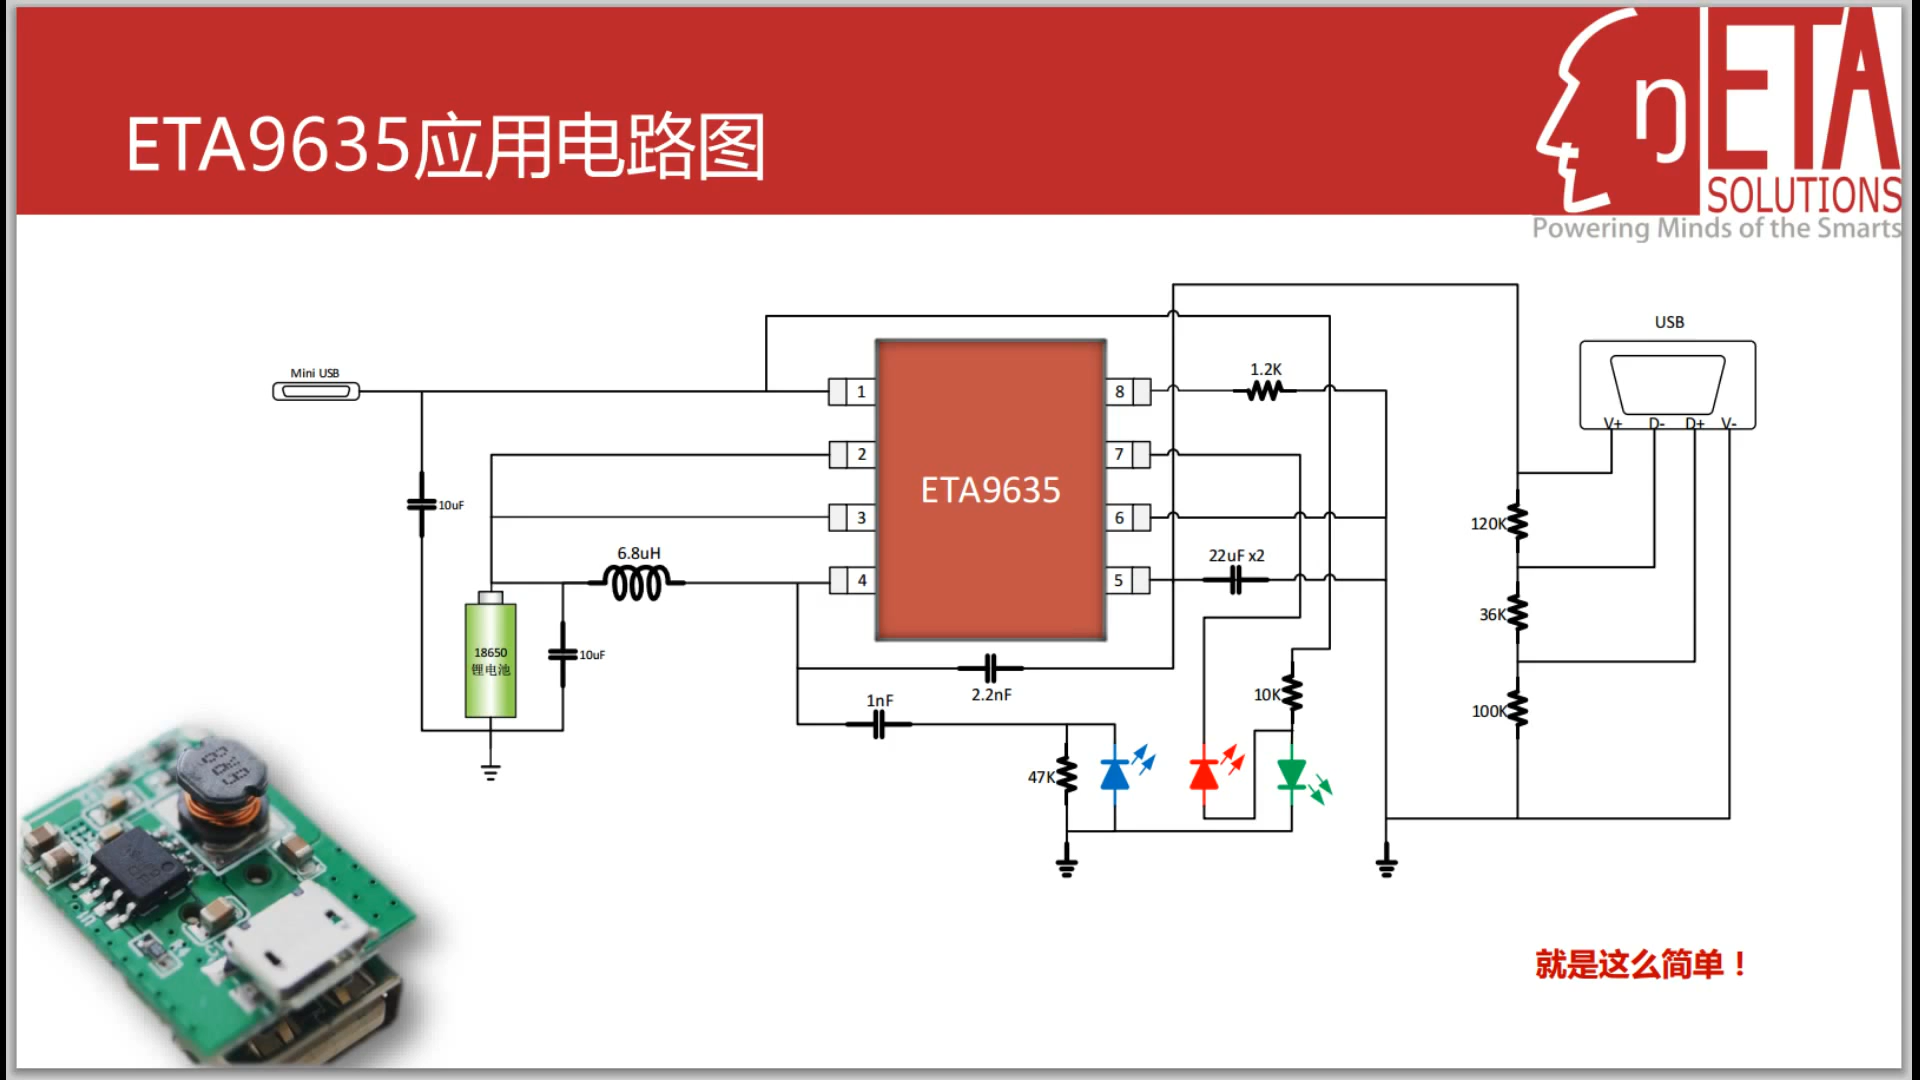 ETA9635应用电路图
ŋ
ETA
SOLUTIONS
Powering Minds of the Smarts
Mini USB
USB
V+ D- D+ V-
1
2
3
4
8
7
6
5
ETA9635
1.2K
10uF
6.8uH
22uF x2
120K
36K
100K
18650
锂电池
10uF
2.2nF
1nF
10K
47K
就是这么简单！